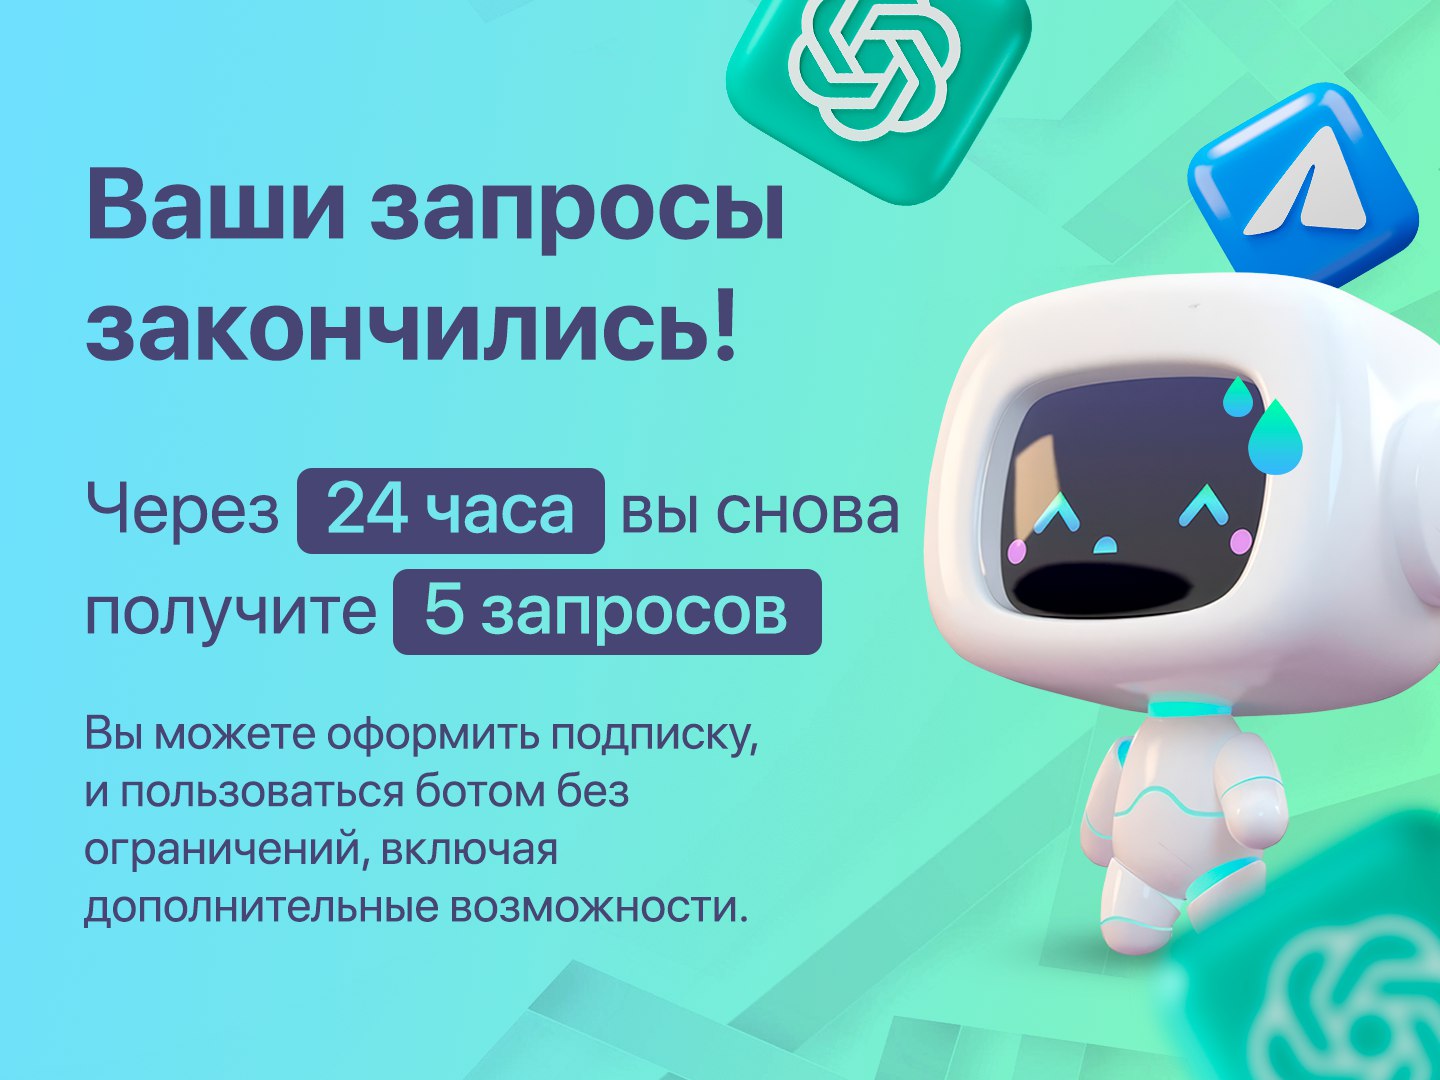 Ваши запросы
закончились!
Через 24 часа вы снова
получите 5 запросов
Вы можете оформить подписку,
и пользоваться ботом без
ограничений, включая
дополнительные возможности.